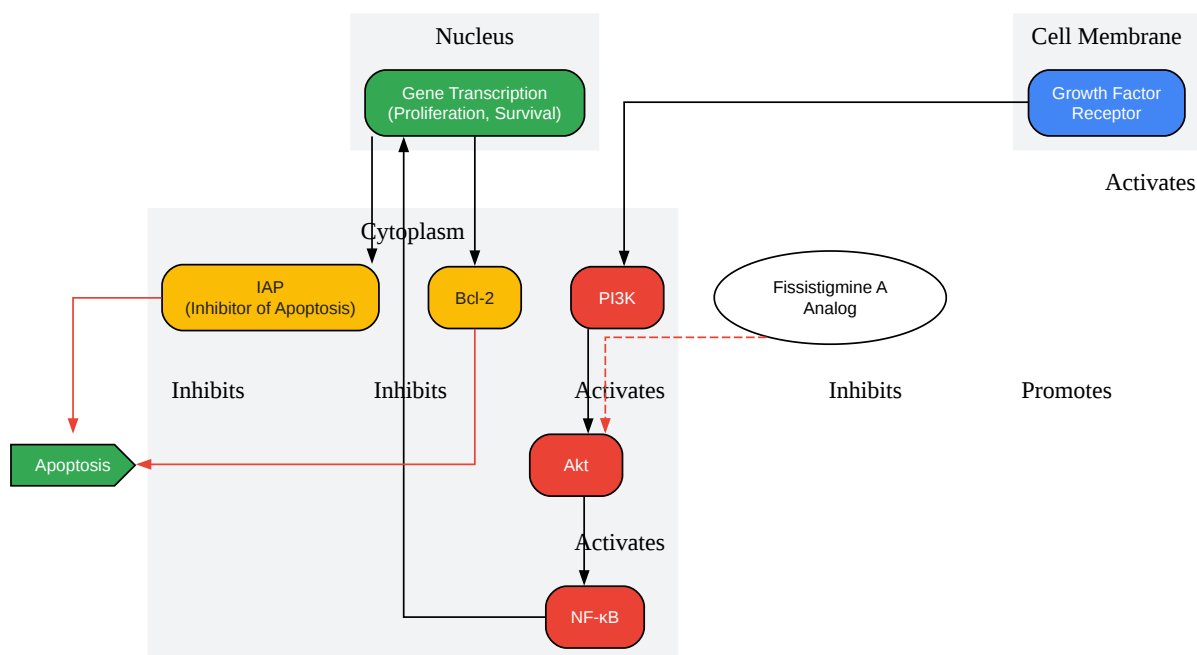 Nucleus
Cell Membrane
Gene Transcription
(Proliferation, Survival)
Growth Factor
Receptor
Activates
Cytoplasm
IAP
(Inhibitor of Apoptosis)
Bcl-2
PI3K
Fissistigmine A
Analog
Inhibits
Inhibits
Activates
Inhibits
Promotes
Apoptosis
Akt
Activates
NF-κB